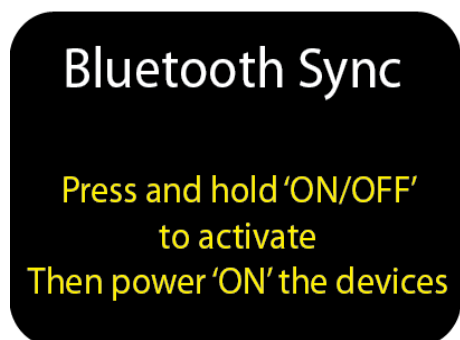 Bluetooth Sync
Press and hold ‘ON/OFF’
to activate
Then power ‘ON’ the devices